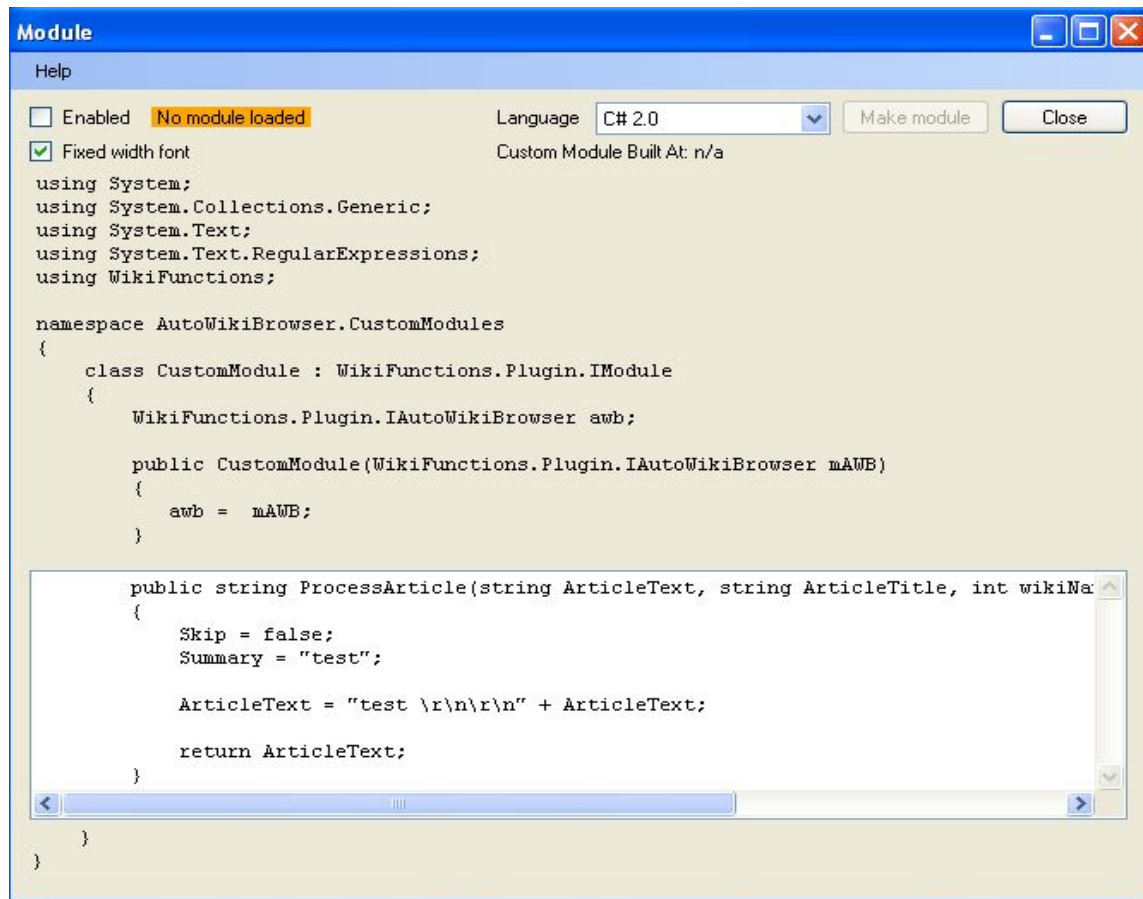 Module
Help
Enabled No module loaded Language C# 2.0 Make module Close
Fixed width font Custom Module Built At: n/a
using System;
using System.Collections.Generic;
using System.Text;
using System.Text.RegularExpressions;
using WikiFunctions;
namespace AutoWikiBrowser.CustomModules
{
    class CustomModule : WikiFunctions.Plugin.IModule
    {
        WikiFunctions.Plugin.IAutoWikiBrowser awb;
        public CustomModule(WikiFunctions.Plugin.IAutoWikiBrowser mAWB)
        {
           awb =  mAWB;
        }
        public string ProcessArticle(string ArticleText, string ArticleTitle, int wikiNa
        {
            Skip = false;
            Summary = "test";
            ArticleText = "test \r\n\r\n" + ArticleText;
            return ArticleText;
        }
    }
}